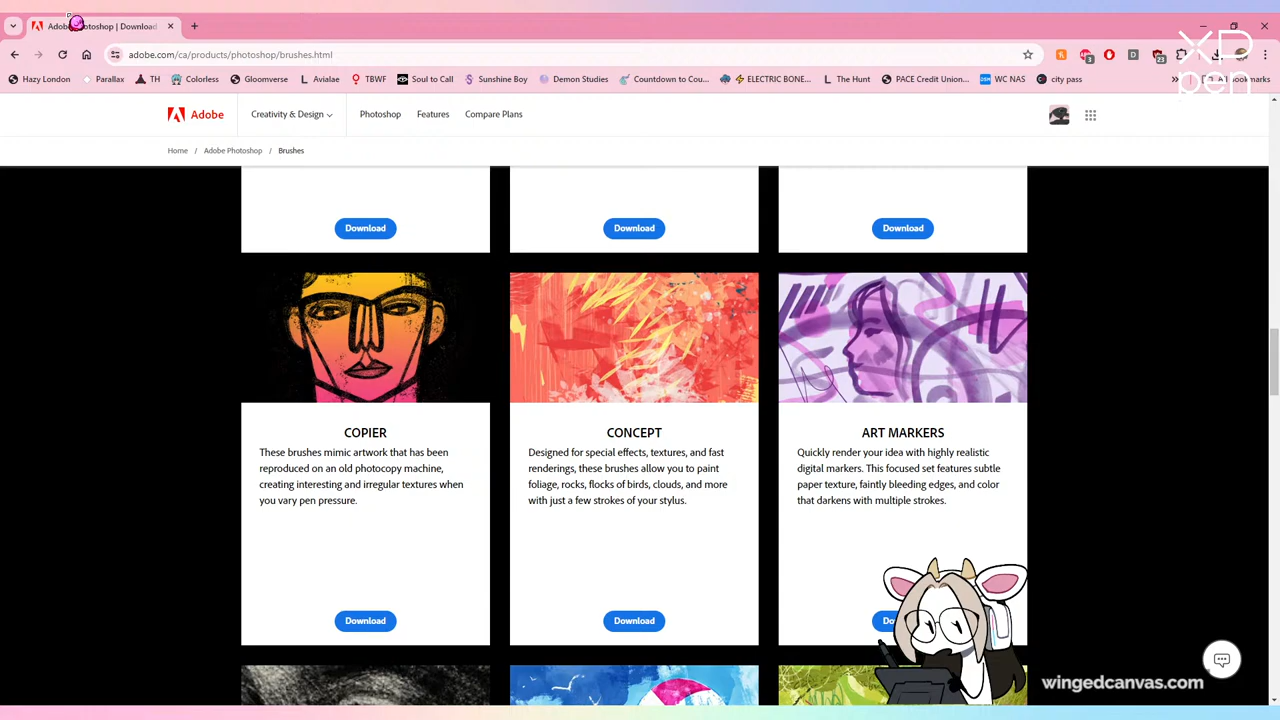 Adobe Photoshop | Download
adobe.com/ca/products/photoshop/brushes.html
Hazy London
Parallax
TH
Colorless
Gloomverse
Avialae
TBWF
Soul to Call
Sunshine Boy
Demon Studies
Countdown to Cou...
ELECTRIC BONE...
The Hunt
PACE Credit Union...
WC NAS
city pass
All Bookmarks
XP
pen
Adobe
Creativity & Design
Photoshop
Features
Compare Plans
Home / Adobe Photoshop / Brushes
Download
Download
Download
COPIER
These brushes mimic artwork that has been
reproduced on an old photocopy machine,
creating interesting and irregular textures when
you vary pen pressure.
Download
CONCEPT
Designed for special effects, textures, and fast
renderings, these brushes allow you to paint
foliage, rocks, flocks of birds, clouds, and more
with just a few strokes of your stylus.
Download
ART MARKERS
Quickly render your idea with highly realistic
digital markers. This focused set features subtle
paper texture, faintly bleeding edges, and color
that darkens with multiple strokes.
wingedcanvas.com